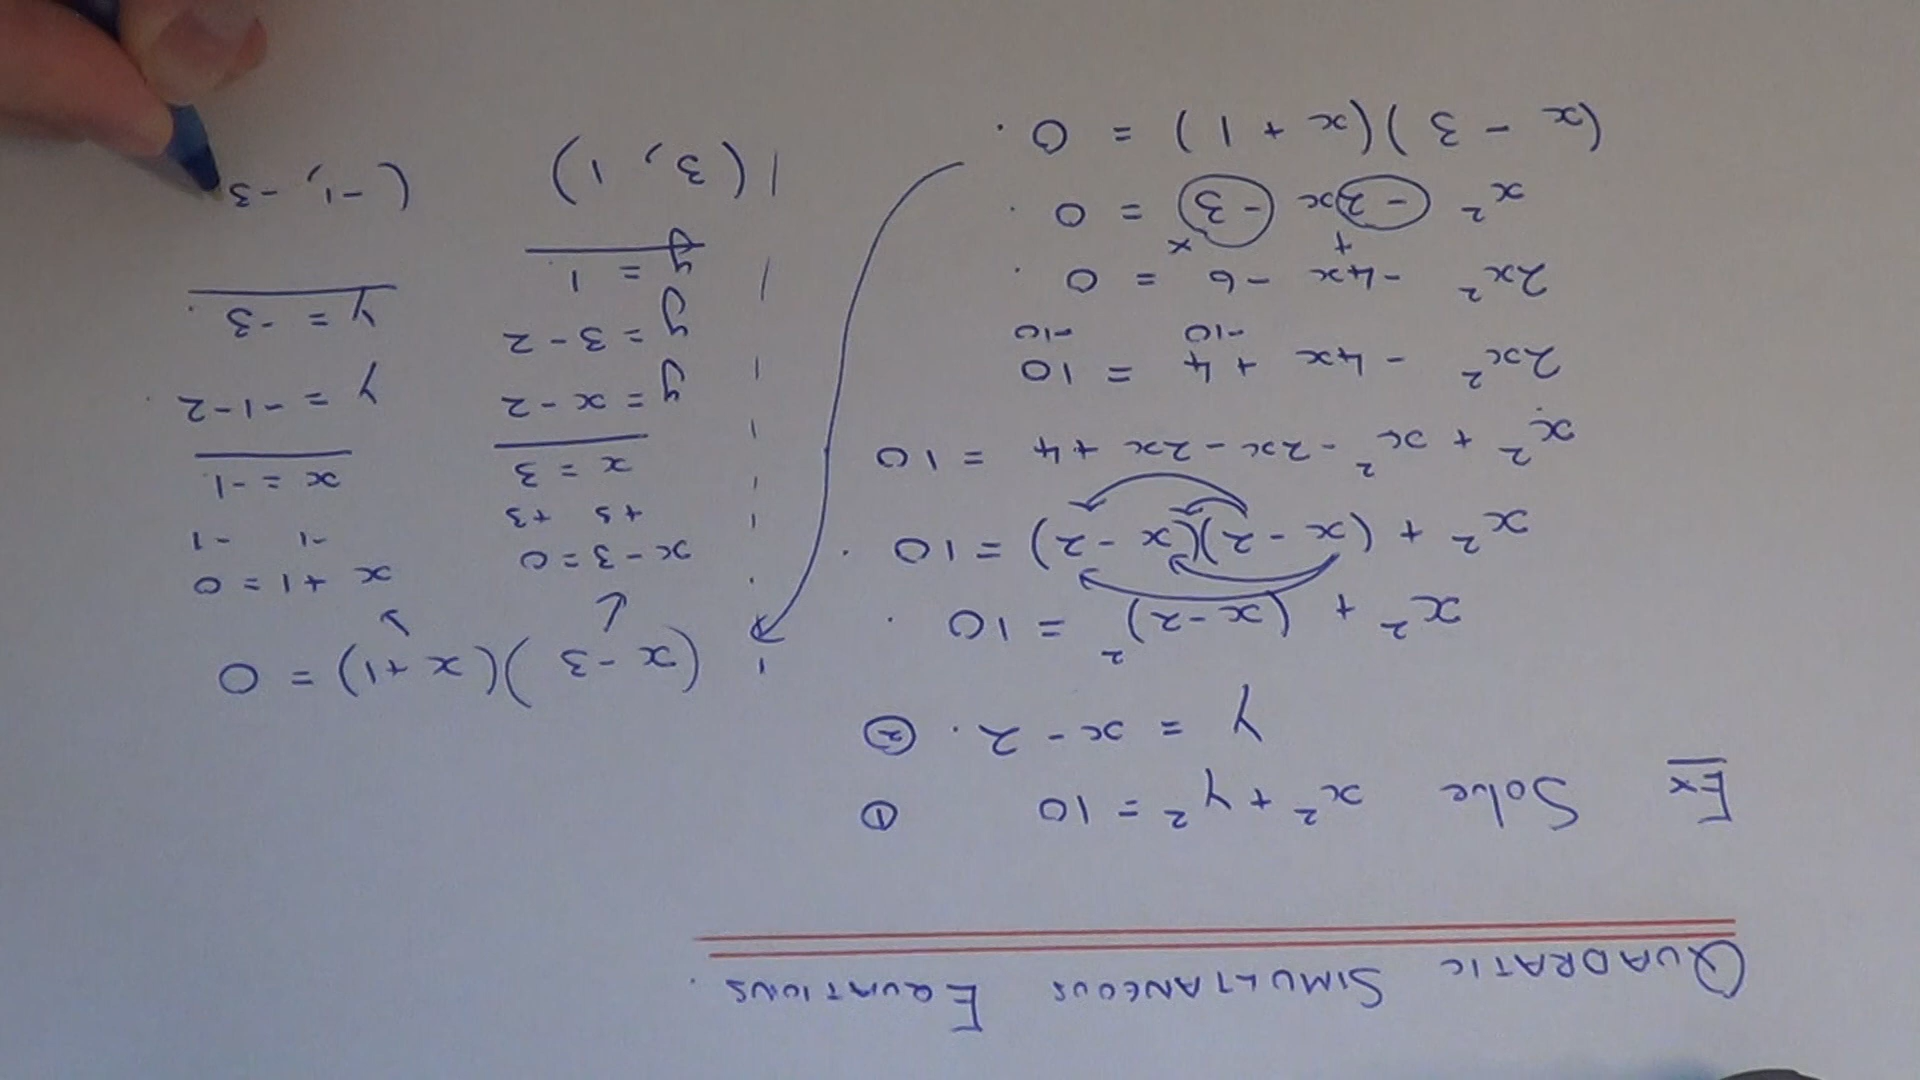 QUADRATIC SIMULTANEOUS EQUATIONS.
Ex Solve x² + y² = 10 ①
y = x - 2. ②
x² + (x-2)² = 10
x² + (x-2)(x-2) = 10
x² + x² - 2x - 2x + 4 = 10
2x² - 4x + 4 = 10
-10 -10
2x² - 4x - 6 = 0
+ x
x² - 2x - 3 = 0
(x - 3)(x + 1) = 0
(x - 3)(x + 1) = 0
x - 3 = 0
+3 +3
x = 3
y = x - 2
y = 3 - 2
y = 1
(3, 1)
x + 1 = 0
-1 -1
x = -1
y = -1 - 2
y = -3
(-1, -3